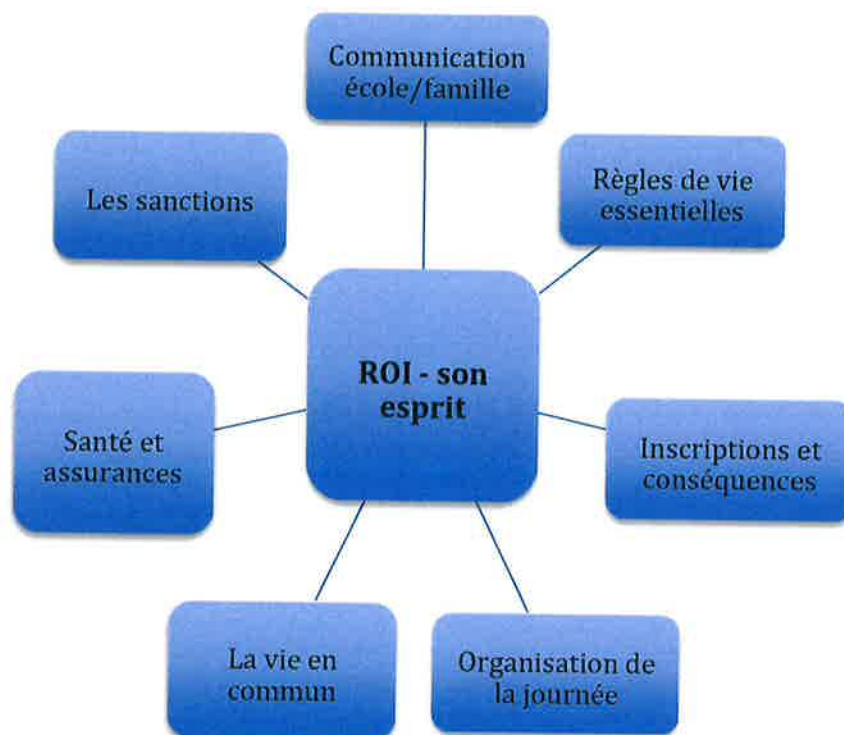 Communication
école/famille
Règles de vie
essentielles
Les sanctions
ROI - son
esprit
Santé et
assurances
Inscriptions et
conséquences
La vie en
commun
Organisation de
la journée